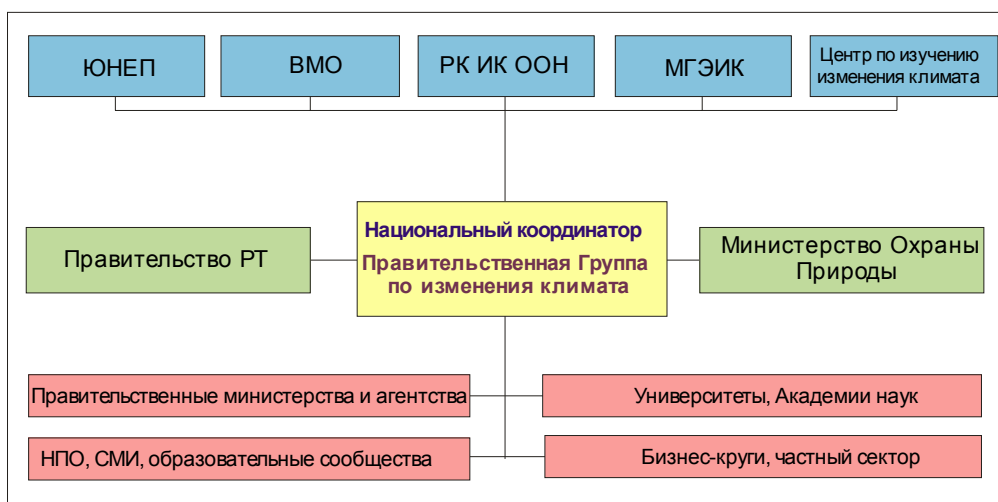 ЮНЕП
ВМО
РК ИК ООН
МГЭИК
Центр по изучению
изменения климата
Национальный координатор
Правительственная Группа
по изменения климата
Правительство РТ
Министерство Охраны
Природы
Правительственные министерства и агентства
Университеты, Академии наук
НПО, СМИ, образовательные сообщества
Бизнес-круги, частный сектор